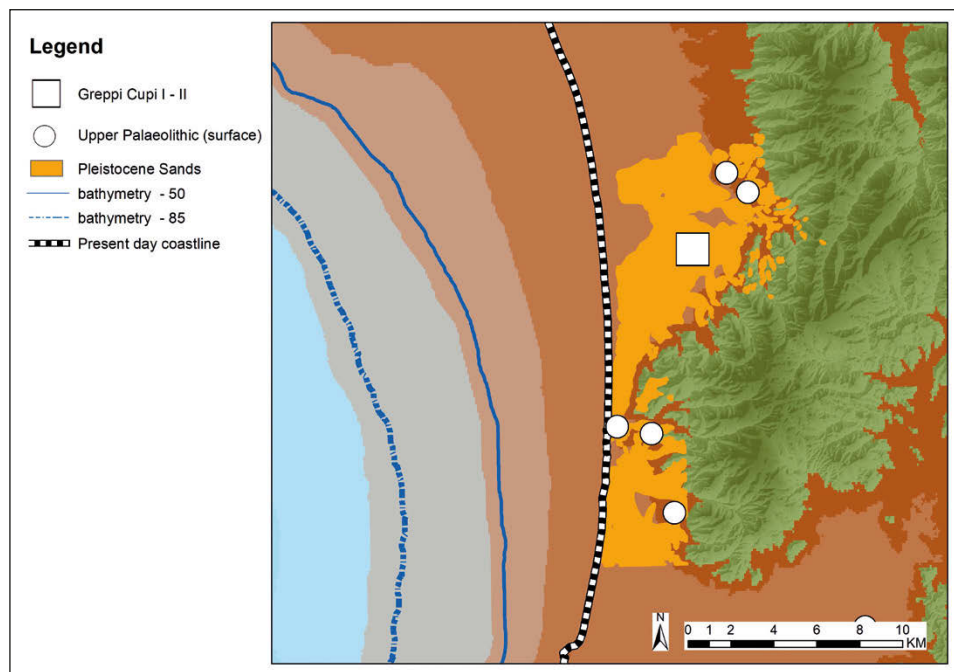 Legend
Greppi Cupi I - II
Upper Palaeolithic (surface)
Pleistocene Sands
bathymetry - 50
bathymetry - 85
Present day coastline
N
0 1 2 4 6 8 10
KM